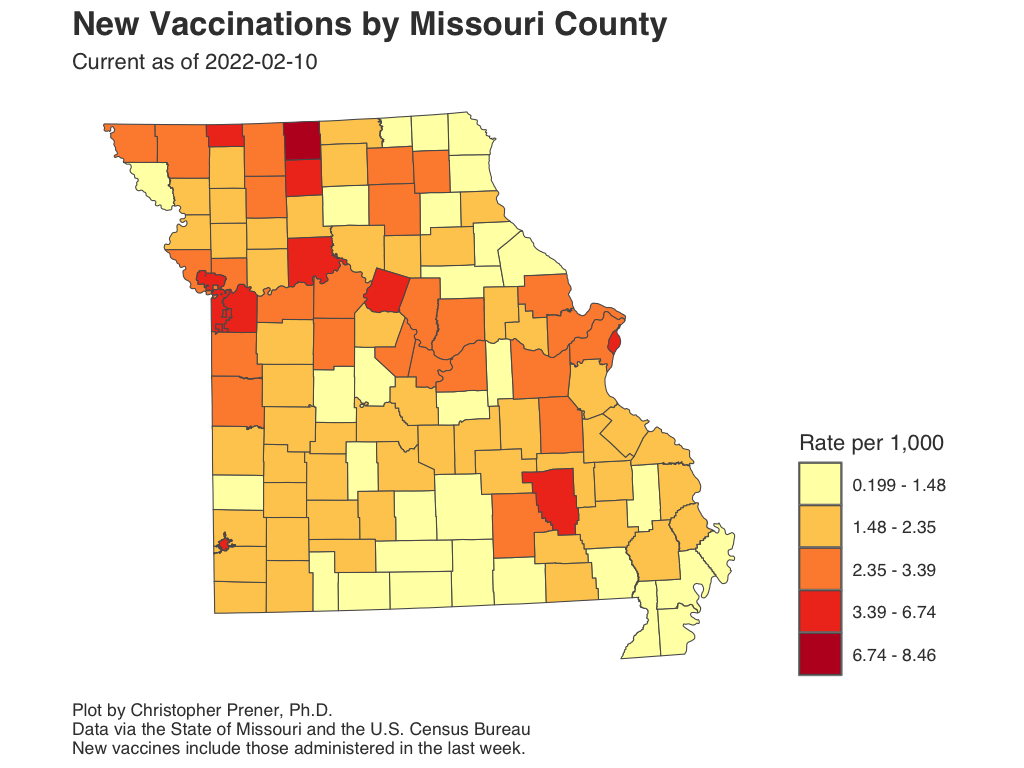 New Vaccinations by Missouri County
Current as of 2022-02-10
Rate per 1,000
0.199 - 1.48
1.48 - 2.35
2.35 - 3.39
3.39 - 6.74
6.74 - 8.46
Plot by Christopher Prener, Ph.D.
Data via the State of Missouri and the U.S. Census Bureau
New vaccines include those administered in the last week.